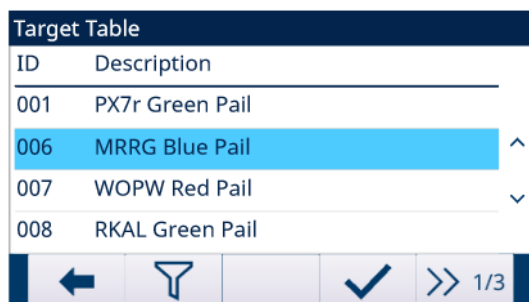 Target Table
ID Description
001 PX7r Green Pail
006 MRRG Blue Pail
007 WOPW Red Pail
008 RKAL Green Pail
1/3